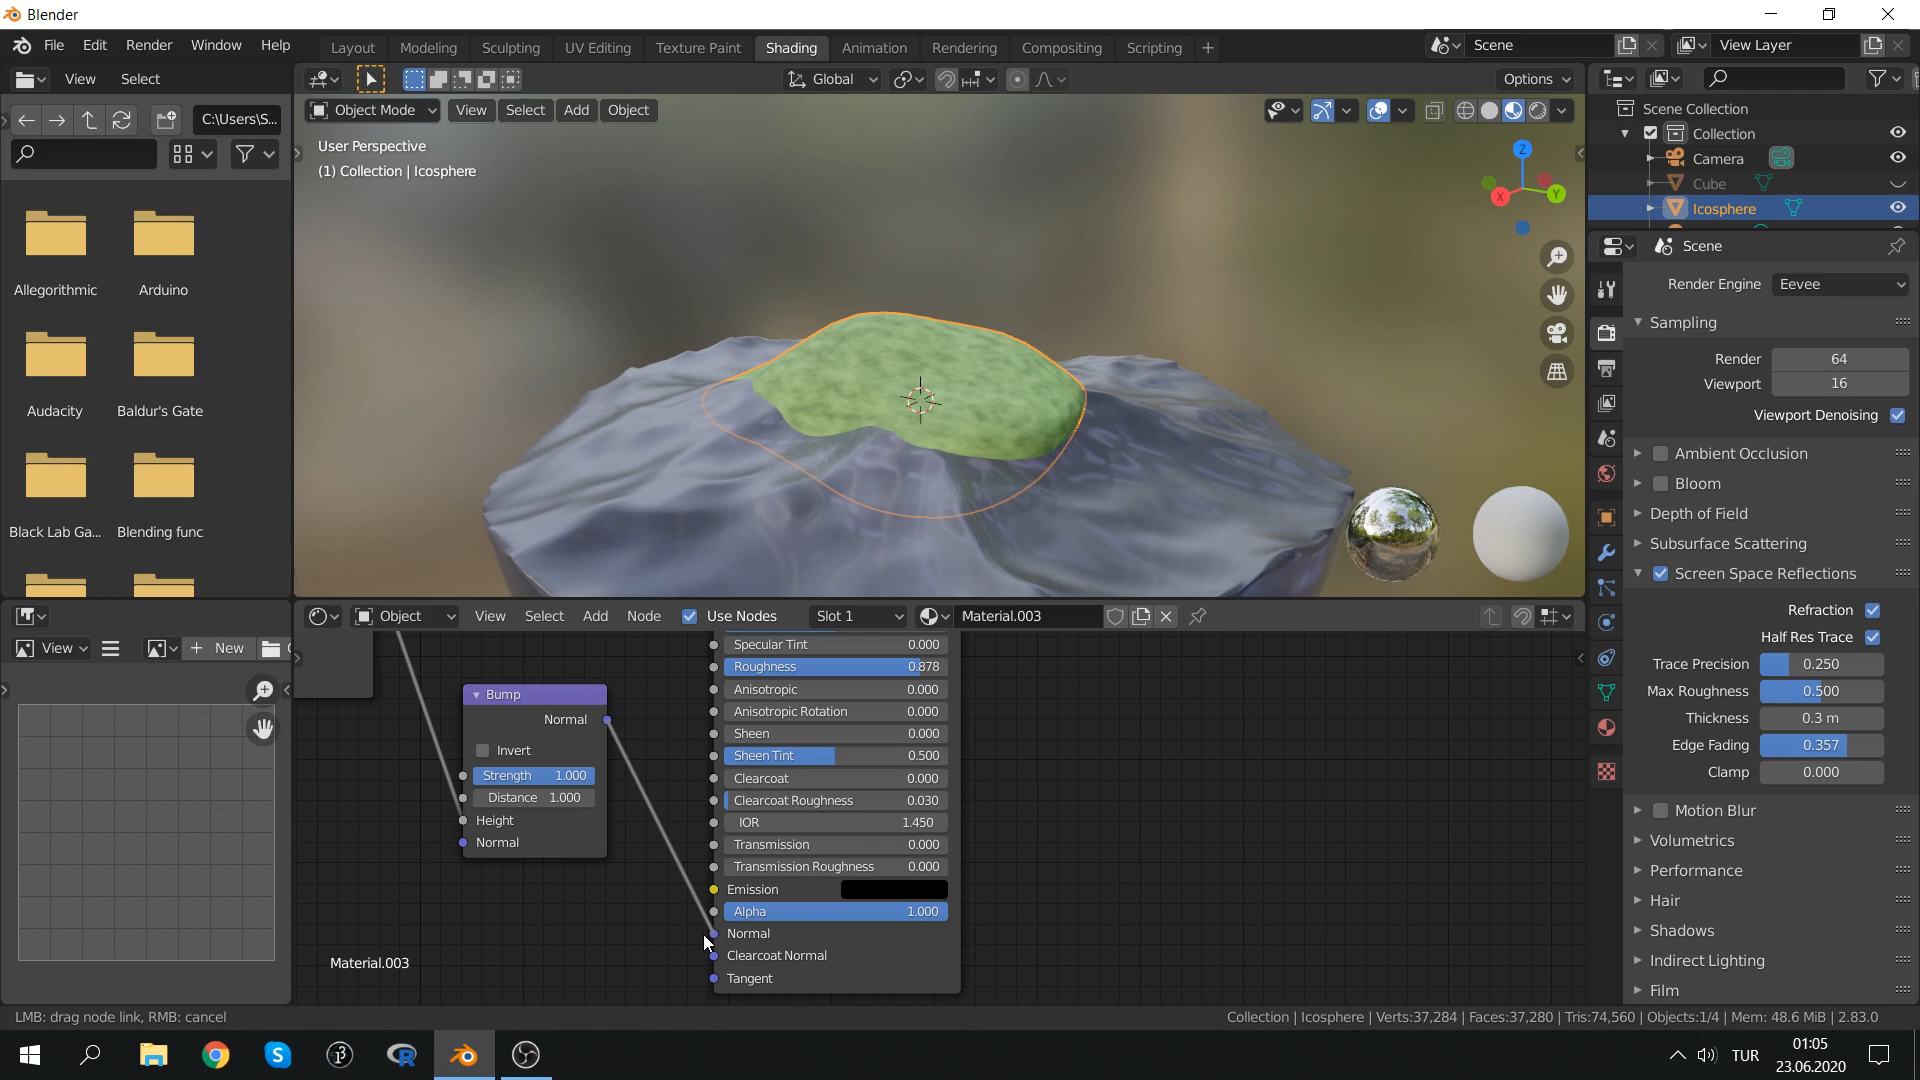 Blender
File Edit Render Window Help
Layout Modeling Sculpting UV Editing Texture Paint Shading Animation Rendering Compositing Scripting +
Scene
View Layer
View Select
Global
Options
C:\Users\S...
Object Mode View Select Add Object
User Perspective
(1) Collection | Icosphere
Z
Y
X
Allegorithmic
Arduino
Audacity
Baldur's Gate
Black Lab Ga...
Blending func
Scene Collection
Collection
Camera
Cube
Icosphere
Scene
Render Engine Eevee
Sampling
Render 64
Viewport 16
Viewport Denoising
Ambient Occlusion
Bloom
Depth of Field
Subsurface Scattering
Screen Space Reflections
Refraction
Half Res Trace
Trace Precision 0.250
Max Roughness 0.500
Thickness 0.3 m
Edge Fading 0.357
Clamp 0.000
Motion Blur
Volumetrics
Performance
Hair
Shadows
Indirect Lighting
Film
View
New
Object View Select Add Node Use Nodes Slot 1 Material.003
Bump
Normal
Invert
Strength 1.000
Distance 1.000
Height
Normal
Specular Tint 0.000
Roughness 0.878
Anisotropic 0.000
Anisotropic Rotation 0.000
Sheen 0.000
Sheen Tint 0.500
Clearcoat 0.000
Clearcoat Roughness 0.030
IOR 1.450
Transmission 0.000
Transmission Roughness 0.000
Emission
Alpha 1.000
Normal
Clearcoat Normal
Tangent
Material.003
LMB: drag node link, RMB: cancel
Collection | Icosphere | Verts:37,284 | Faces:37,280 | Tris:74,560 | Objects:1/4 | Mem: 48.6 MiB | 2.83.0
TUR
01:05
23.06.2020